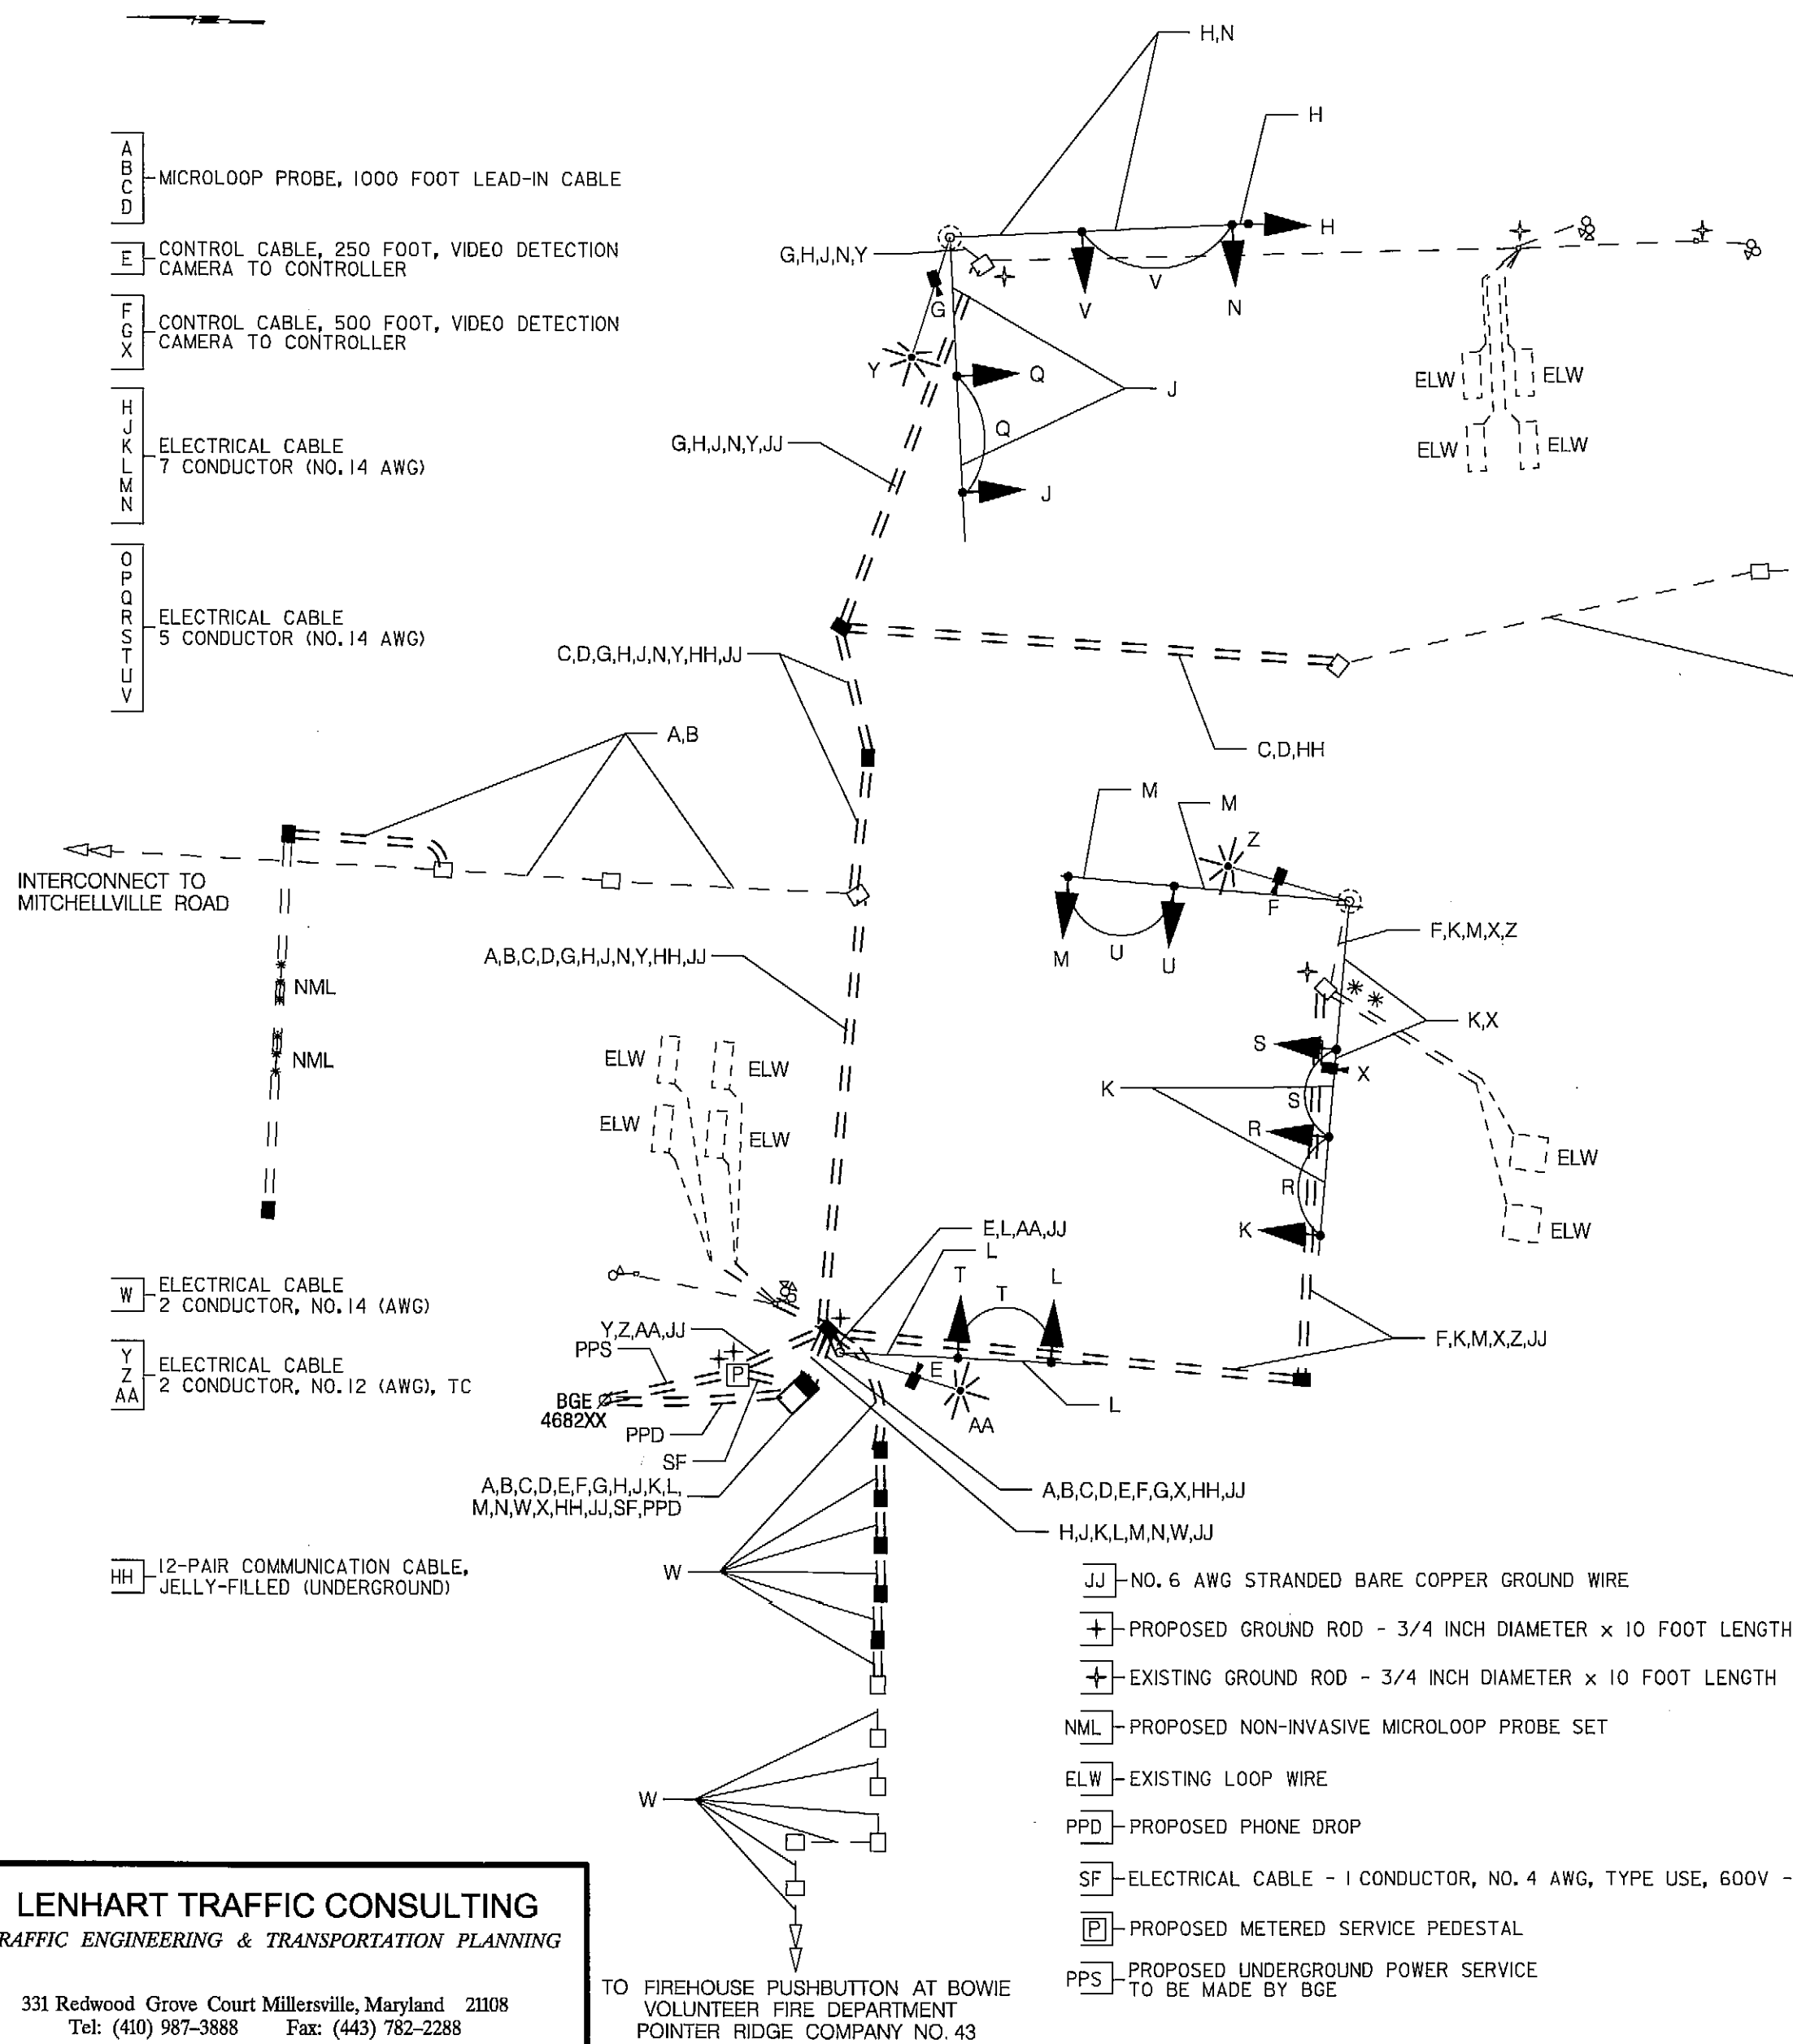 H,N
H
A
B
C
D
MICROLOOP PROBE, 1000 FOOT LEAD-IN CABLE
E
CONTROL CABLE, 250 FOOT, VIDEO DETECTION
CAMERA TO CONTROLLER
F
G
X
CONTROL CABLE, 500 FOOT, VIDEO DETECTION
CAMERA TO CONTROLLER
H
J
K
L
M
N
ELECTRICAL CABLE
7 CONDUCTOR (NO.14 AWG)
O
P
Q
R
S
T
U
V
ELECTRICAL CABLE
5 CONDUCTOR (NO.14 AWG)
G,H,J,N,Y
H
V
V
N
G
Y
Q
J
Q
J
G,H,J,N,Y,JJ
ELW
ELW
ELW
ELW
C,D,G,H,J,N,Y,HH,JJ
C,D,HH
A,B
INTERCONNECT TO
MITCHELLVILLE ROAD
NML
NML
A,B,C,D,G,H,J,N,Y,HH,JJ
M
M
Z
F
M
U
U
F,K,M,X,Z
K,X
S
X
K
S
R
R
K
ELW
ELW
ELW
ELW
ELW
ELW
W
ELECTRICAL CABLE
2 CONDUCTOR, NO.14 (AWG)
Y
Z
AA
ELECTRICAL CABLE
2 CONDUCTOR, NO.12 (AWG), TC
E,L,AA,JJ
L
T
T
L
Y,Z,AA,JJ
PPS
P
E
AA
L
F,K,M,X,Z,JJ
BGE
4682XX
PPD
SF
A,B,C,D,E,F,G,H,J,K,L,
M,N,W,X,HH,JJ,SF,PPD
A,B,C,D,E,F,G,X,HH,JJ
H,J,K,L,M,N,W,JJ
W
HH
12-PAIR COMMUNICATION CABLE,
JELLY-FILLED (UNDERGROUND)
JJ NO. 6 AWG STRANDED BARE COPPER GROUND WIRE
PROPOSED GROUND ROD - 3/4 INCH DIAMETER x 10 FOOT LENGTH
EXISTING GROUND ROD - 3/4 INCH DIAMETER x 10 FOOT LENGTH
NML PROPOSED NON-INVASIVE MICROLOOP PROBE SET
ELW EXISTING LOOP WIRE
PPD PROPOSED PHONE DROP
SF ELECTRICAL CABLE - 1 CONDUCTOR, NO. 4 AWG, TYPE USE, 600V -
P PROPOSED METERED SERVICE PEDESTAL
PPS PROPOSED UNDERGROUND POWER SERVICE
TO BE MADE BY BGE
W
LENHART TRAFFIC CONSULTING
RAFFIC ENGINEERING & TRANSPORTATION PLANNING
331 Redwood Grove Court Millersville, Maryland 21108
Tel: (410) 987-3888 Fax: (443) 782-2288
TO FIREHOUSE PUSHBUTTON AT BOWIE
VOLUNTEER FIRE DEPARTMENT
POINTER RIDGE COMPANY NO. 43